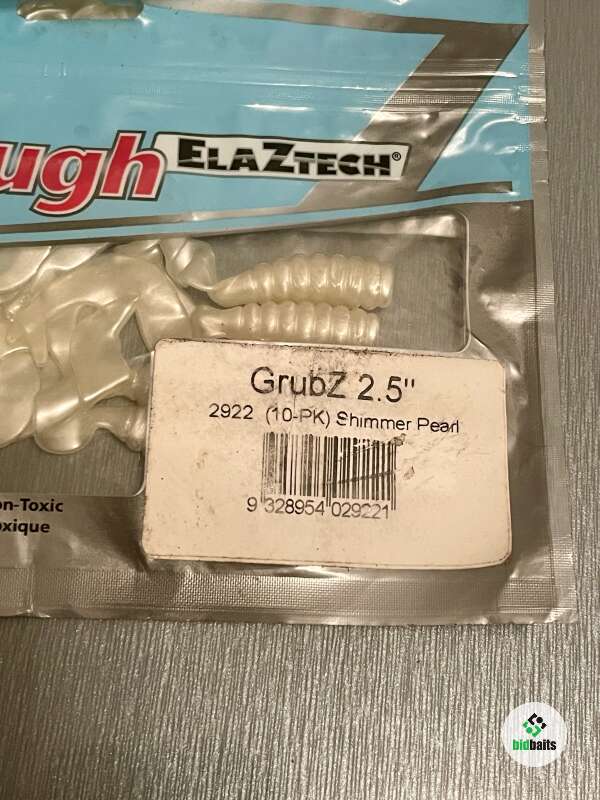 ugh ELAZTECH®
GrubZ 2.5"
2922 (10-PK) Shimmer Pearl
9 328954 029221
on-Toxic
oxique
bidbaits